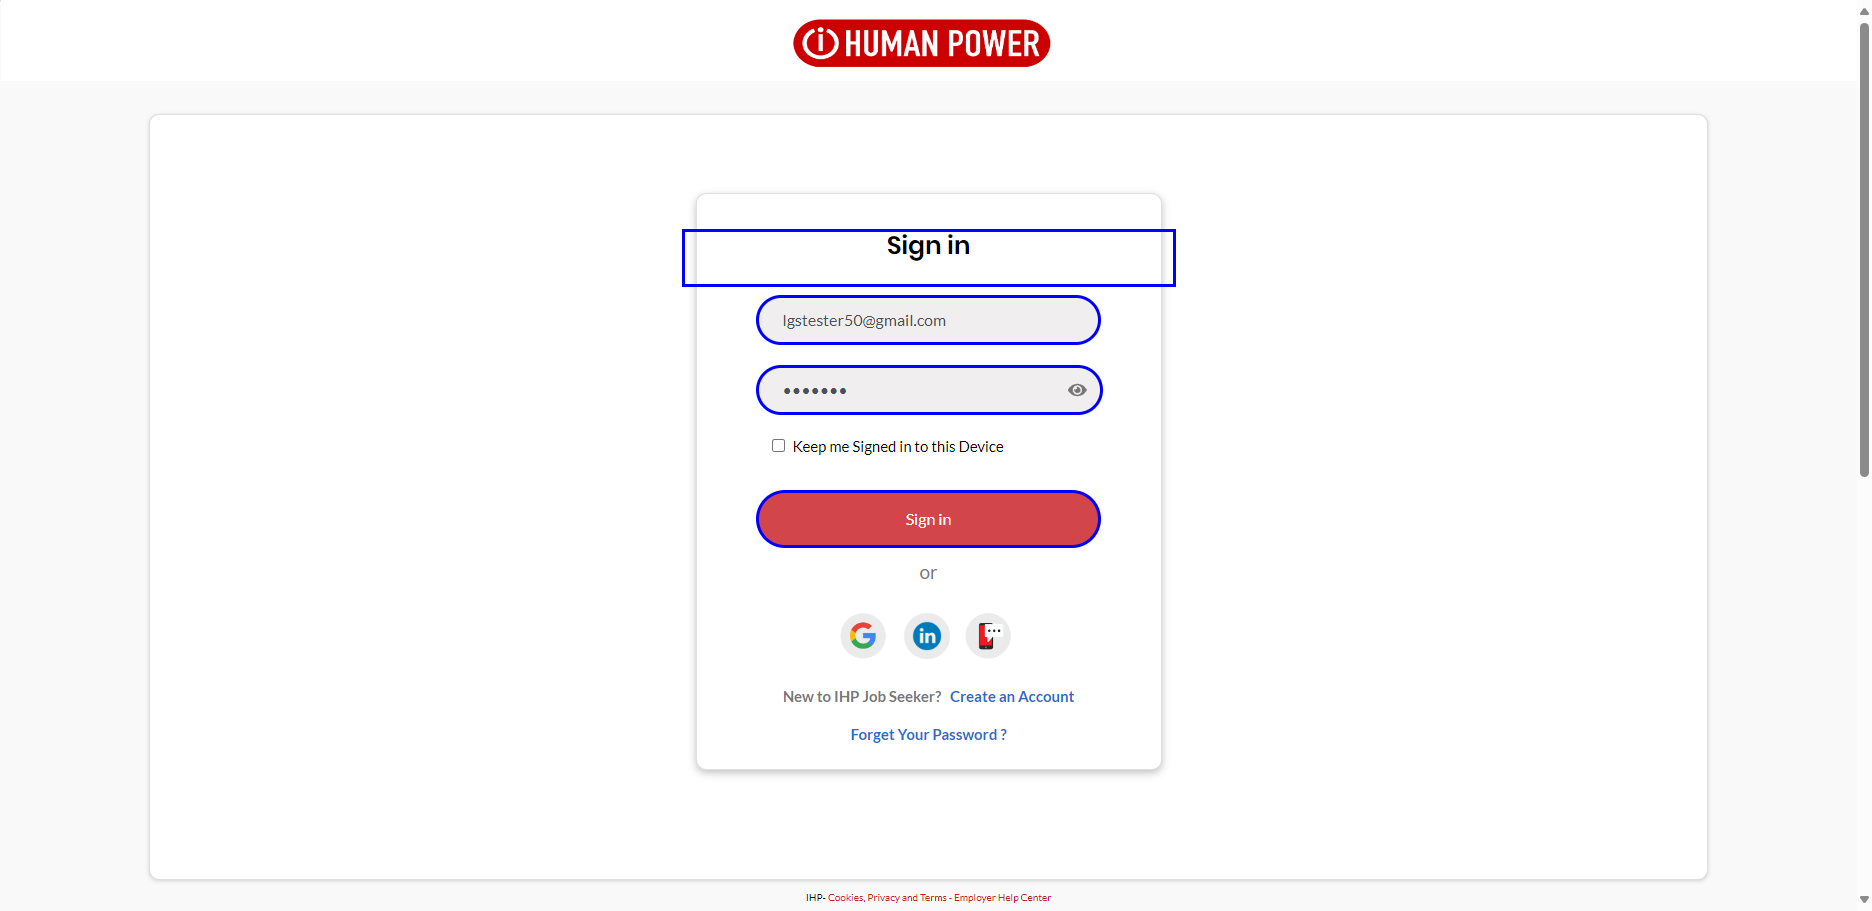 i HUMAN POWER
Sign in
lgstester50@gmail.com
•••••••
Keep me Signed in to this Device
Sign in
or
G in
New to IHP Job Seeker? Create an Account
Forget Your Password ?
IHP- Cookies, Privacy and Terms - Employer Help Center